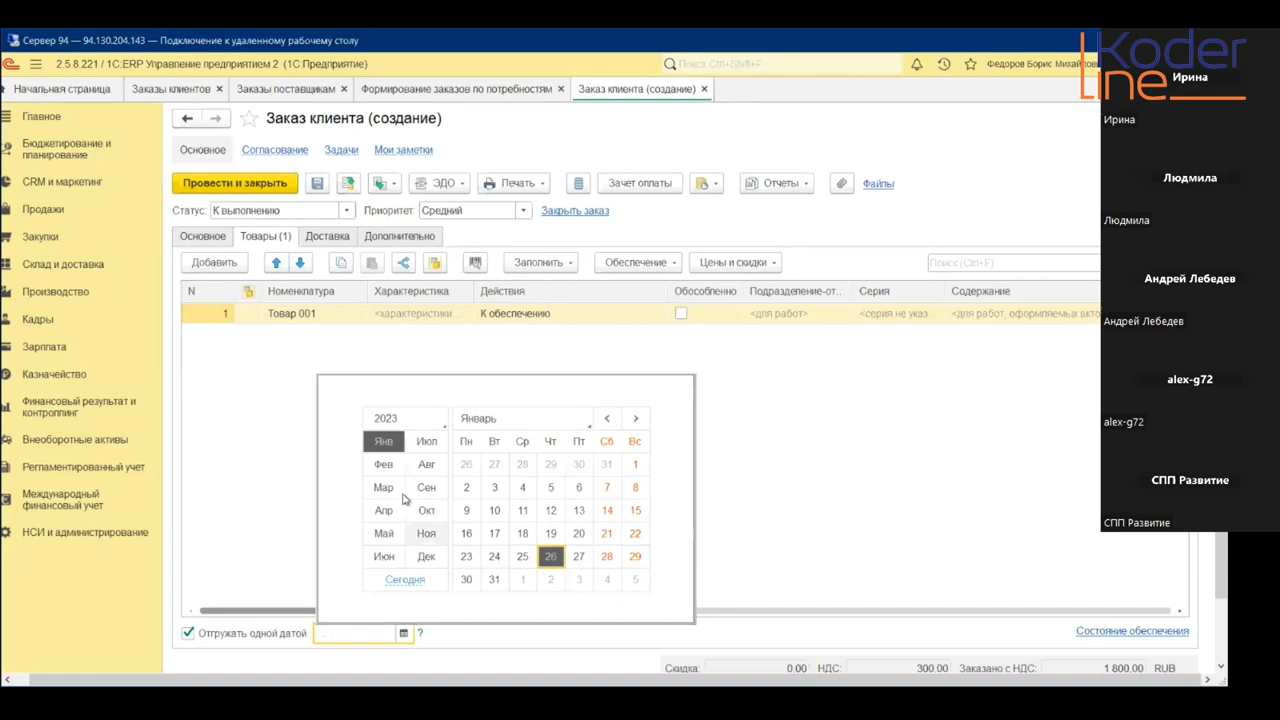 Сервер 94 — 94.130.204.143 — Подключение к удаленному рабочему столу
2.5.8.221 / 1С:ERP Управление предприятием 2 (1С:Предприятие)
Поиск Ctrl+Shift+F
Федоров Борис Михайлов
Koder
line
Начальная страница
Заказы клиентов ×
Заказы поставщикам ×
Формирование заказов по потребностям ×
Заказ клиента (создание) ×
Главное
Бюджетирование и
планирование
CRM и маркетинг
Продажи
Закупки
Склад и доставка
Производство
Кадры
Зарплата
Казначейство
Финансовый результат и
контроллинг
Внеоборотные активы
Регламентированный учет
Международный
финансовый учет
НСИ и администрирование
Заказ клиента (создание)
Основное Согласование Задачи Мои заметки
Провести и закрыть ЭДО Печать Зачет оплаты Отчеты Файлы
Статус: К выполнению Приоритет: Средний Закрыть заказ
Основное Товары (1) Доставка Дополнительно
Добавить Заполнить Обеспечение Цены и скидки Поиск (Ctrl+F)
N Номенклатура Характеристика Действия Обособленно Подразделение-от... Серия Содержание
1 Товар 001 <характеристики К обеспечению <для работ> <серия не указ... <для работ, оформляемых акто
2023 Январь < >
Янв Июл Пн Вт Ср Чт Пт Сб Вс
Фев Авг 26 27 28 29 30 31 1
Мар Сен 2 3 4 5 6 7 8
Апр Окт 9 10 11 12 13 14 15
Май Ноя 16 17 18 19 20 21 22
Июн Дек 23 24 25 26 27 28 29
Сегодня 30 31 1 2 3 4 5
Отгружать одной датой . . ?
Состояние обеспечения
Скидка: 0.00 НДС: 300.00 Заказано с НДС: 1 800.00 RUB
Ирина
Ирина
Людмила
Людмила
Андрей Лебедев
Андрей Лебедев
alex-g72
alex-g72
СПП Развитие
СПП Развитие